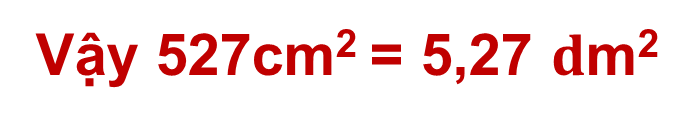 Vậy 527cm² = 5,27 dm²